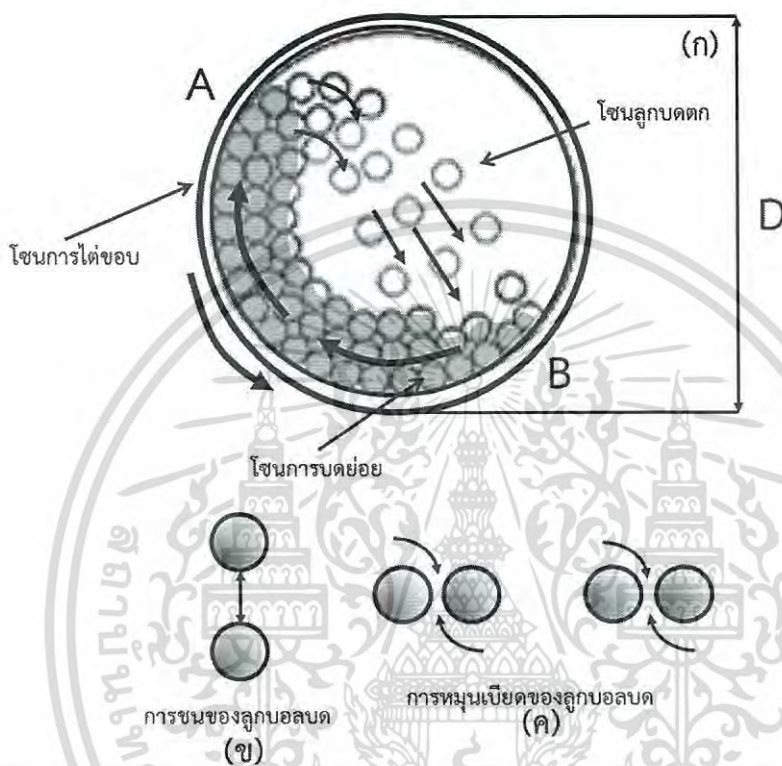 (ก)
A
โซนลูกบดตก
D
โซนการไต่ขอบ
B
โซนการบดย่อย
การชนของลูกบอลบด
(ข)
การหมุนเบียดของลูกบอลบด
(ค)